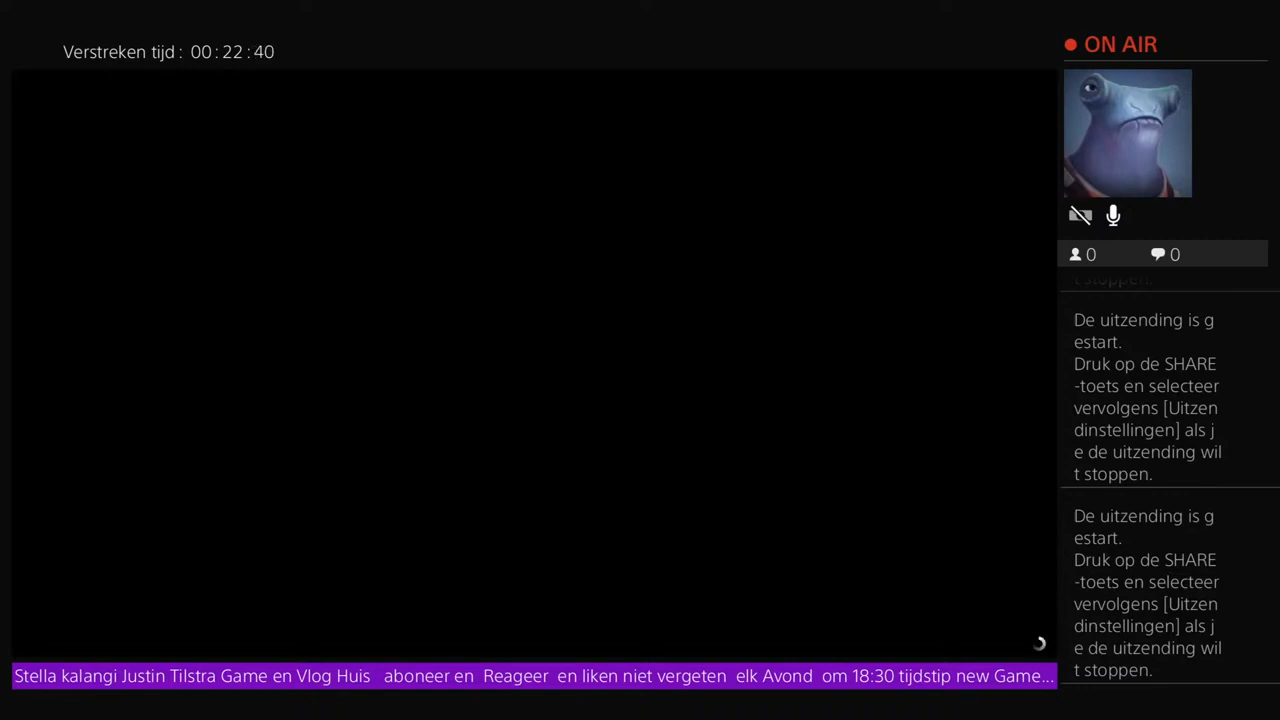 Verstreken tijd: 00:22:40
ON AIR
0 0
t stoppen.
De uitzending is g
estart.
Druk op de SHARE
-toets en selecteer
vervolgens [Uitzen
dinstellingen] als j
e de uitzending wil
t stoppen.
De uitzending is g
estart.
Druk op de SHARE
-toets en selecteer
vervolgens [Uitzen
dinstellingen] als j
e de uitzending wil
t stoppen.
Stella kalangi Justin Tilstra Game en Vlog Huis abonneer en Reageer en liken niet vergeten elk Avond om 18:30 tijdstip new Game...